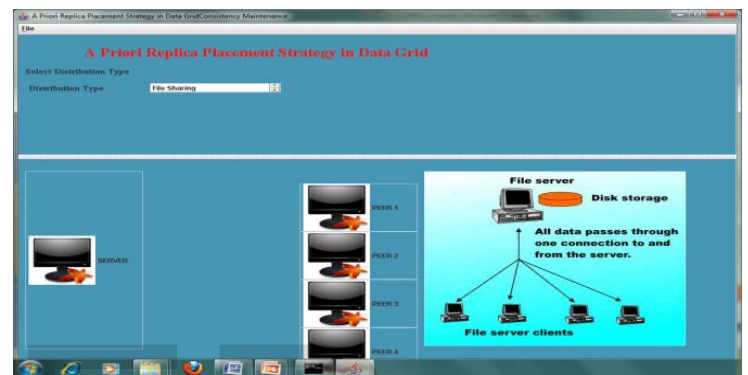 A Priori Replica Placement Strategy in Data GridConsistency Maintenance
File
A Priori Replica Placement Strategy in Data Grid
Select Distribution Type
Distribution Type
File Sharing
SERVER
PEER 1
PEER 2
PEER 3
PEER 4
File server
Disk storage
All data passes through
one connection to and
from the server.
File server clients